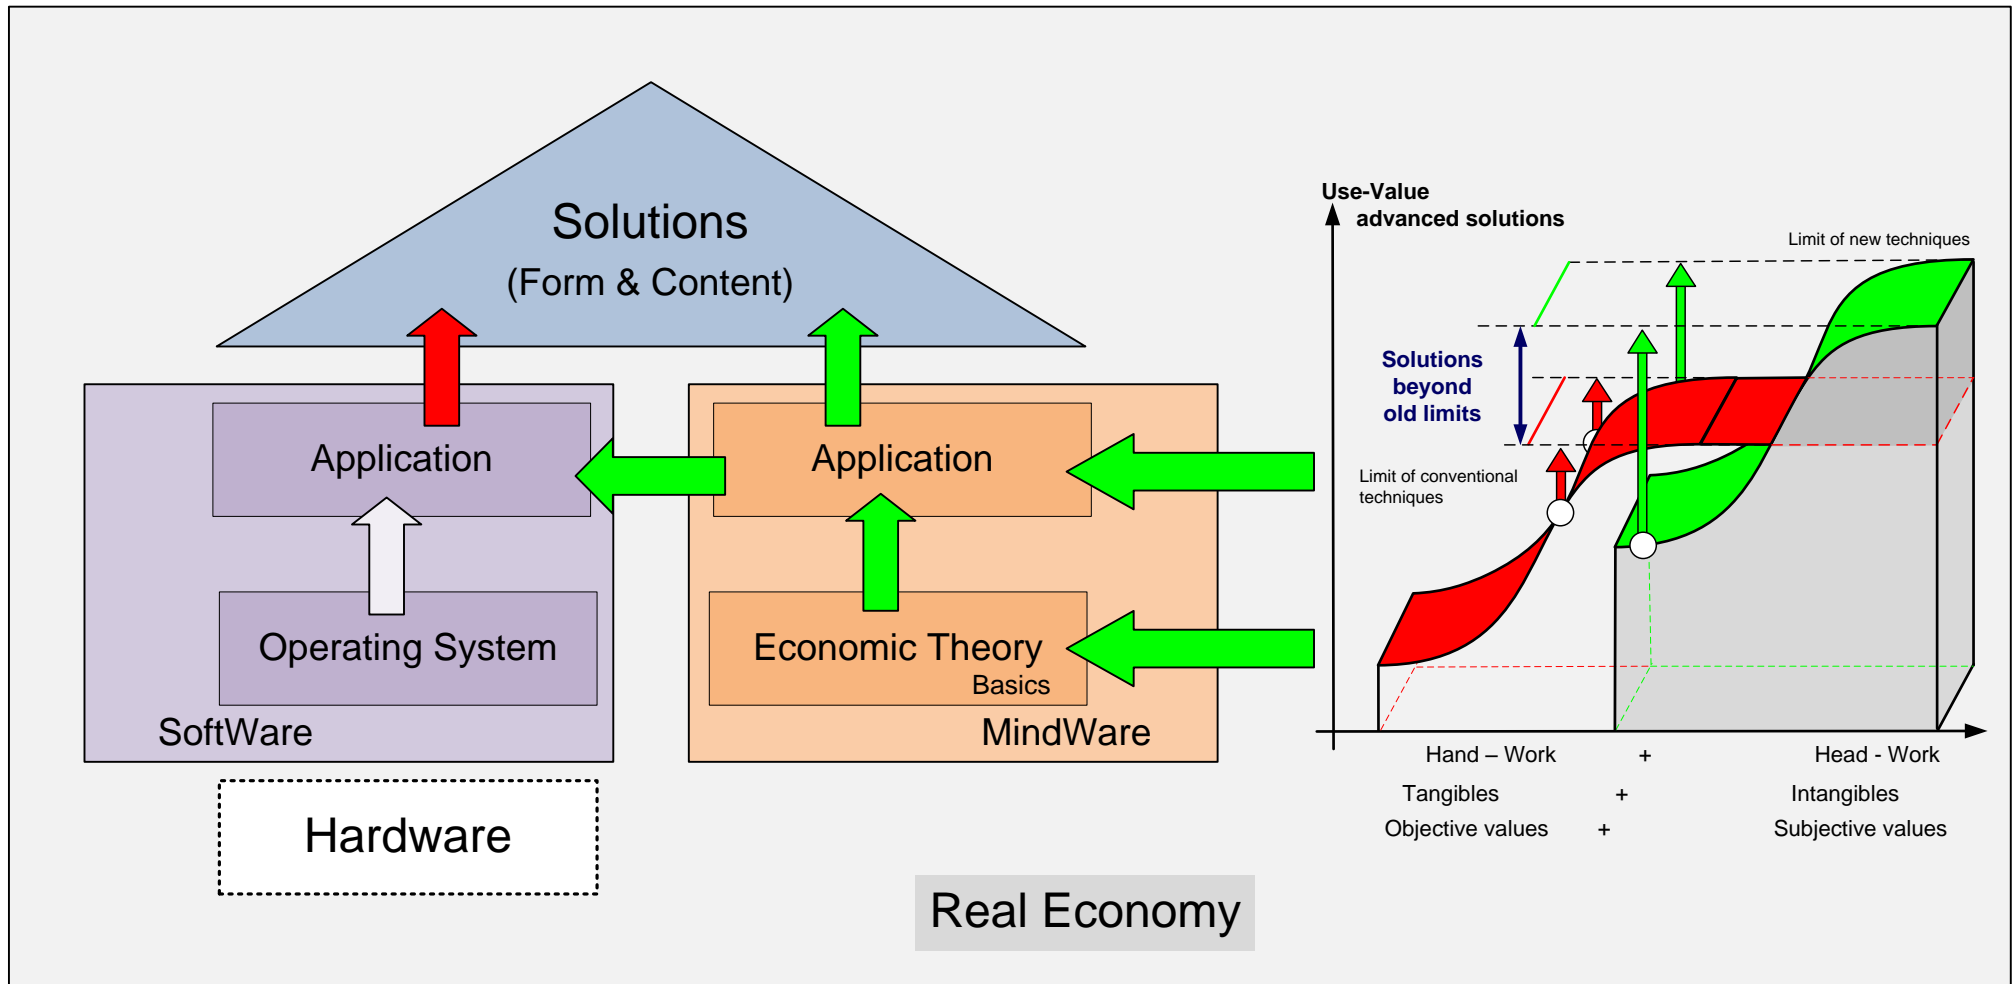 Solutions
(Form & Content)
Application
Application
Operating System
Economic Theory
Basics
SoftWare
MindWare
Hardware
Real Economy
Use-Value
advanced solutions
Limit of new techniques
Solutions
beyond
old limits
Limit of conventional
techniques
Hand – Work + Head - Work
Tangibles + Intangibles
Objective values + Subjective values